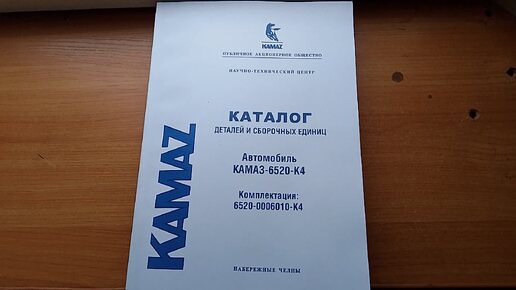 KAMAZ
ПУБЛИЧНОЕ АКЦИОНЕРНОЕ ОБЩЕСТВО
НАУЧНО-ТЕХНИЧЕСКИЙ ЦЕНТР
КАТАЛОГ
ДЕТАЛЕЙ И СБОРОЧНЫХ ЕДИНИЦ
Автомобиль
КАМАЗ-6520-К4
Комплектация:
6520-0006010-К4
KAMAZ
НАБЕРЕЖНЫЕ ЧЕЛНЫ